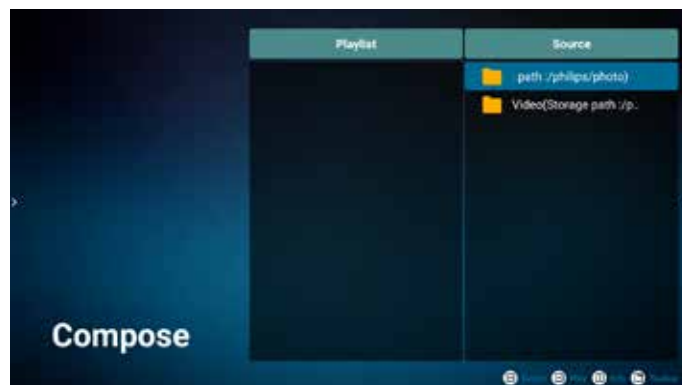 Playlist
Source
path :/philips/photo)
Video(Storage path :/p..
Compose